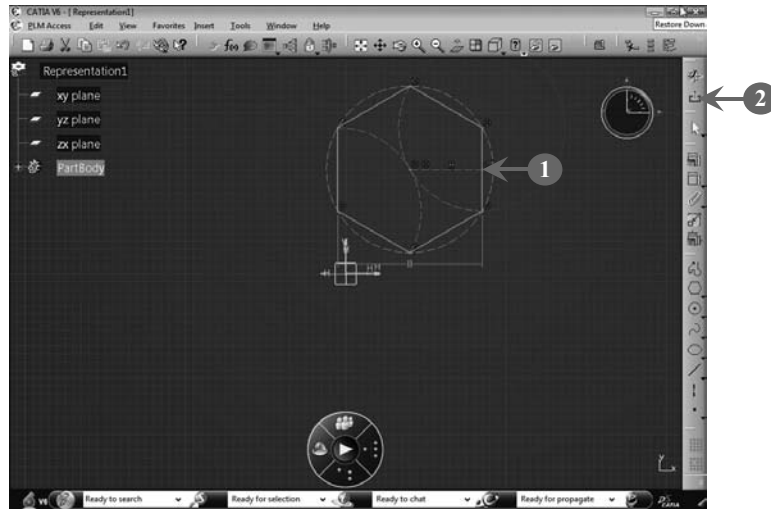 CATIA V6 - [Representation1]
PLM Access Edit View Favorites Insert Tools Window Help
Restore Down
f(x)
Representation1
xy plane
yz plane
zx plane
PartBody
1
2
V
H
H
y
x
V6
Ready to search
Ready for selection
Ready to chat
Ready for propagate